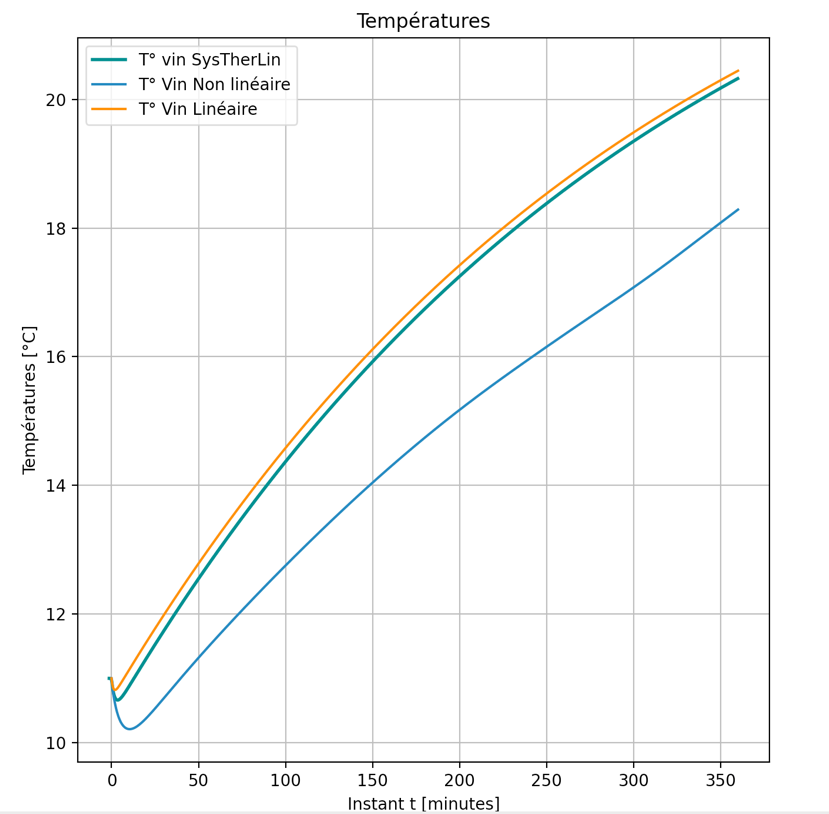 Températures
T° vin SysTherLin
T° Vin Non linéaire
T° Vin Linéaire
Températures [°C]
20
18
16
14
12
10
0 50 100 150 200 250 300 350
Instant t [minutes]